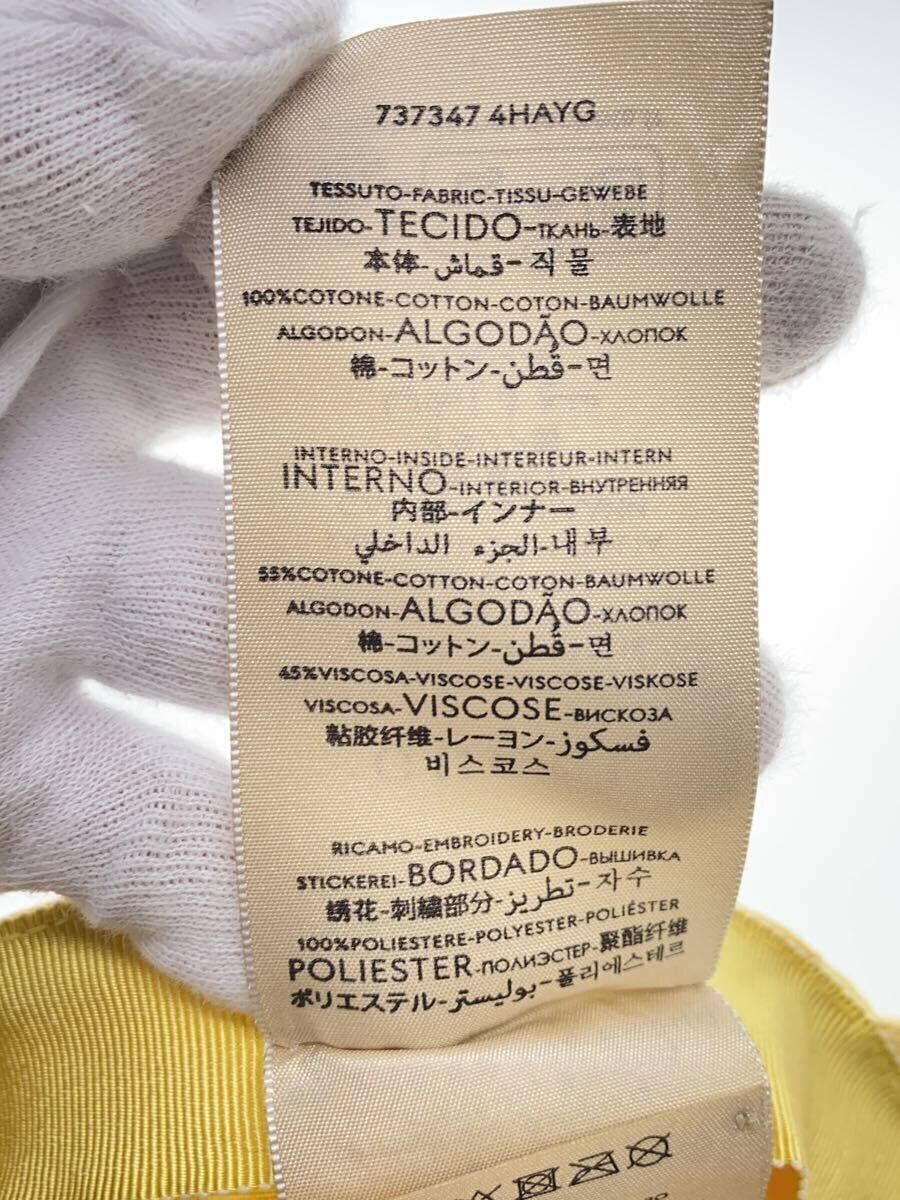 737347 4HAYG
TESSUTO-FABRIC-TISSU-GEWEBE
TEJIDO-TECIDO-ТКАНЬ-表地
本体-قماش-직물
100%COTONE-COTTON-COTON-BAUMWOLLE
ALGODON-ALGODÃO-ХЛОПОК
棉-コットン-قُطن-면
INTERNO-INSIDE-INTERIEUR-INTERN
INTERNO-INTERIOR-ВНУТРЕННЯЯ
内部-インナー
الجزء الداخلي-내부
55%COTONE-COTTON-COTON-BAUMWOLLE
ALGODON-ALGODÃO-ХЛОПОК
棉-コットン-قُطن-면
45%VISCOSA-VISCOSE-VISCOSE-VISKOSE
VISCOSA-VISCOSE-ВИСКОЗА
粘胶纤维-レーヨン-فسكوز
비스코스
RICAMO-EMBROIDERY-BRODERIE
STICKEREI-BORDADO-ВЫШИВКА
绣花-刺繍部分-تطريز-자수
100%POLIESTERE-POLYESTER-POLIÉSTER
POLIESTER-ПОЛИЭСТЕР-聚酯纤维
ポリエステル-بوليستر-폴리에스테르